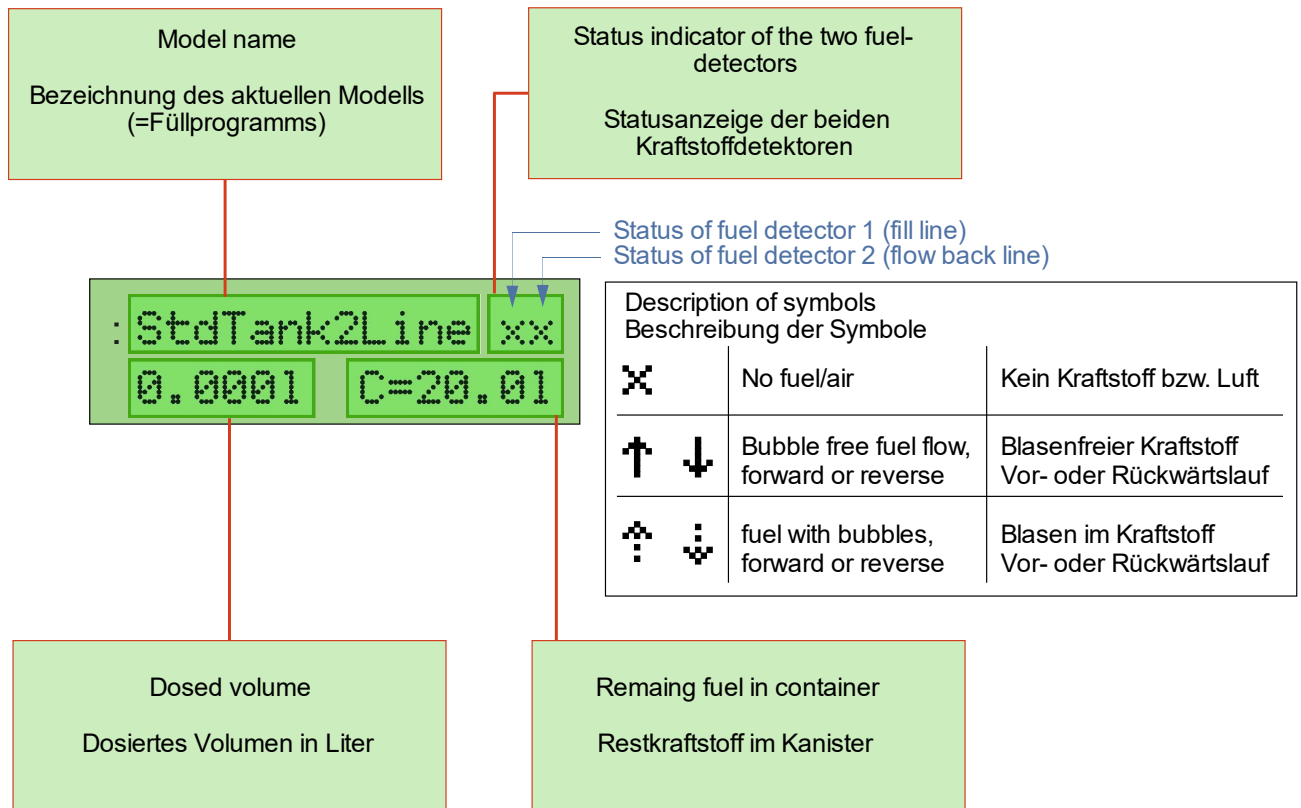 Model name
Bezeichnung des aktuellen Modells
(=Füllprogramms)
Status indicator of the two fuel-
detectors
Statusanzeige der beiden
Kraftstoffdetektoren
Status of fuel detector 1 (fill line)
Status of fuel detector 2 (flow back line)
:StdTank2Line xx
0.000l C=20.0l
Description of symbols
Beschreibung der Symbole
x No fuel/air Kein Kraftstoff bzw. Luft
↑ ↓ Bubble free fuel flow, Blasenfreier Kraftstoff
forward or reverse Vor- oder Rückwärtslauf
⇡ ⇣ fuel with bubbles, Blasen im Kraftstoff
forward or reverse Vor- oder Rückwärtslauf
Dosed volume
Dosiertes Volumen in Liter
Remaing fuel in container
Restkraftstoff im Kanister